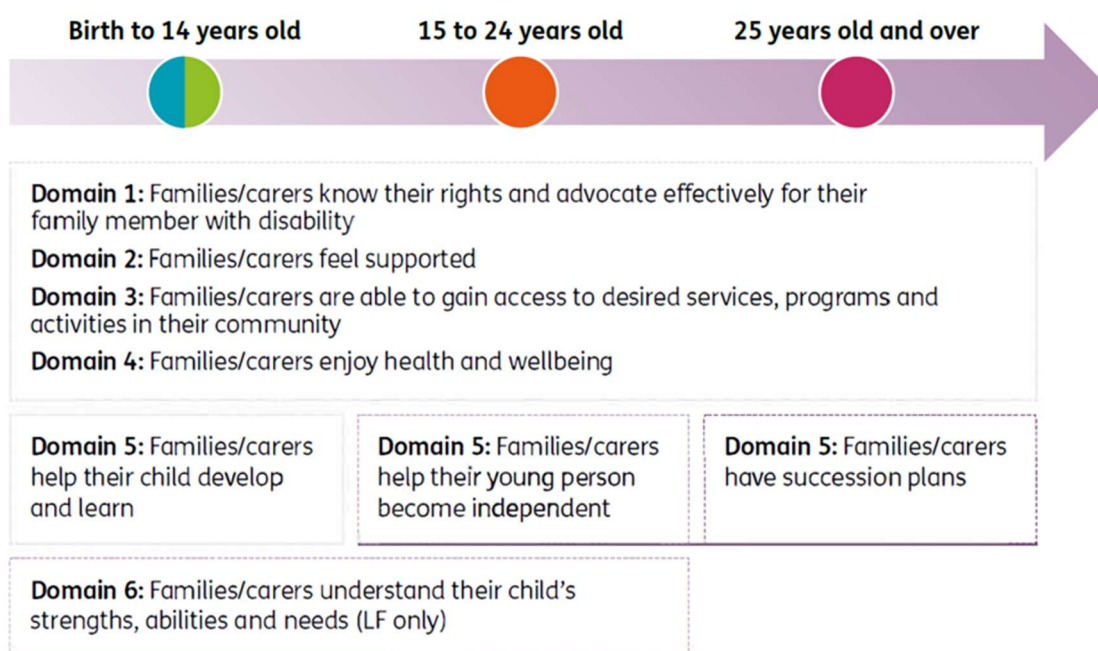 Birth to 14 years old
15 to 24 years old
25 years old and over
Domain 1: Families/carers know their rights and advocate effectively for their
family member with disability
Domain 2: Families/carers feel supported
Domain 3: Families/carers are able to gain access to desired services, programs and
activities in their community
Domain 4: Families/carers enjoy health and wellbeing
Domain 5: Families/carers
help their child develop
and learn
Domain 5: Families/carers
help their young person
become independent
Domain 5: Families/carers
have succession plans
Domain 6: Families/carers understand their child’s
strengths, abilities and needs (LF only)